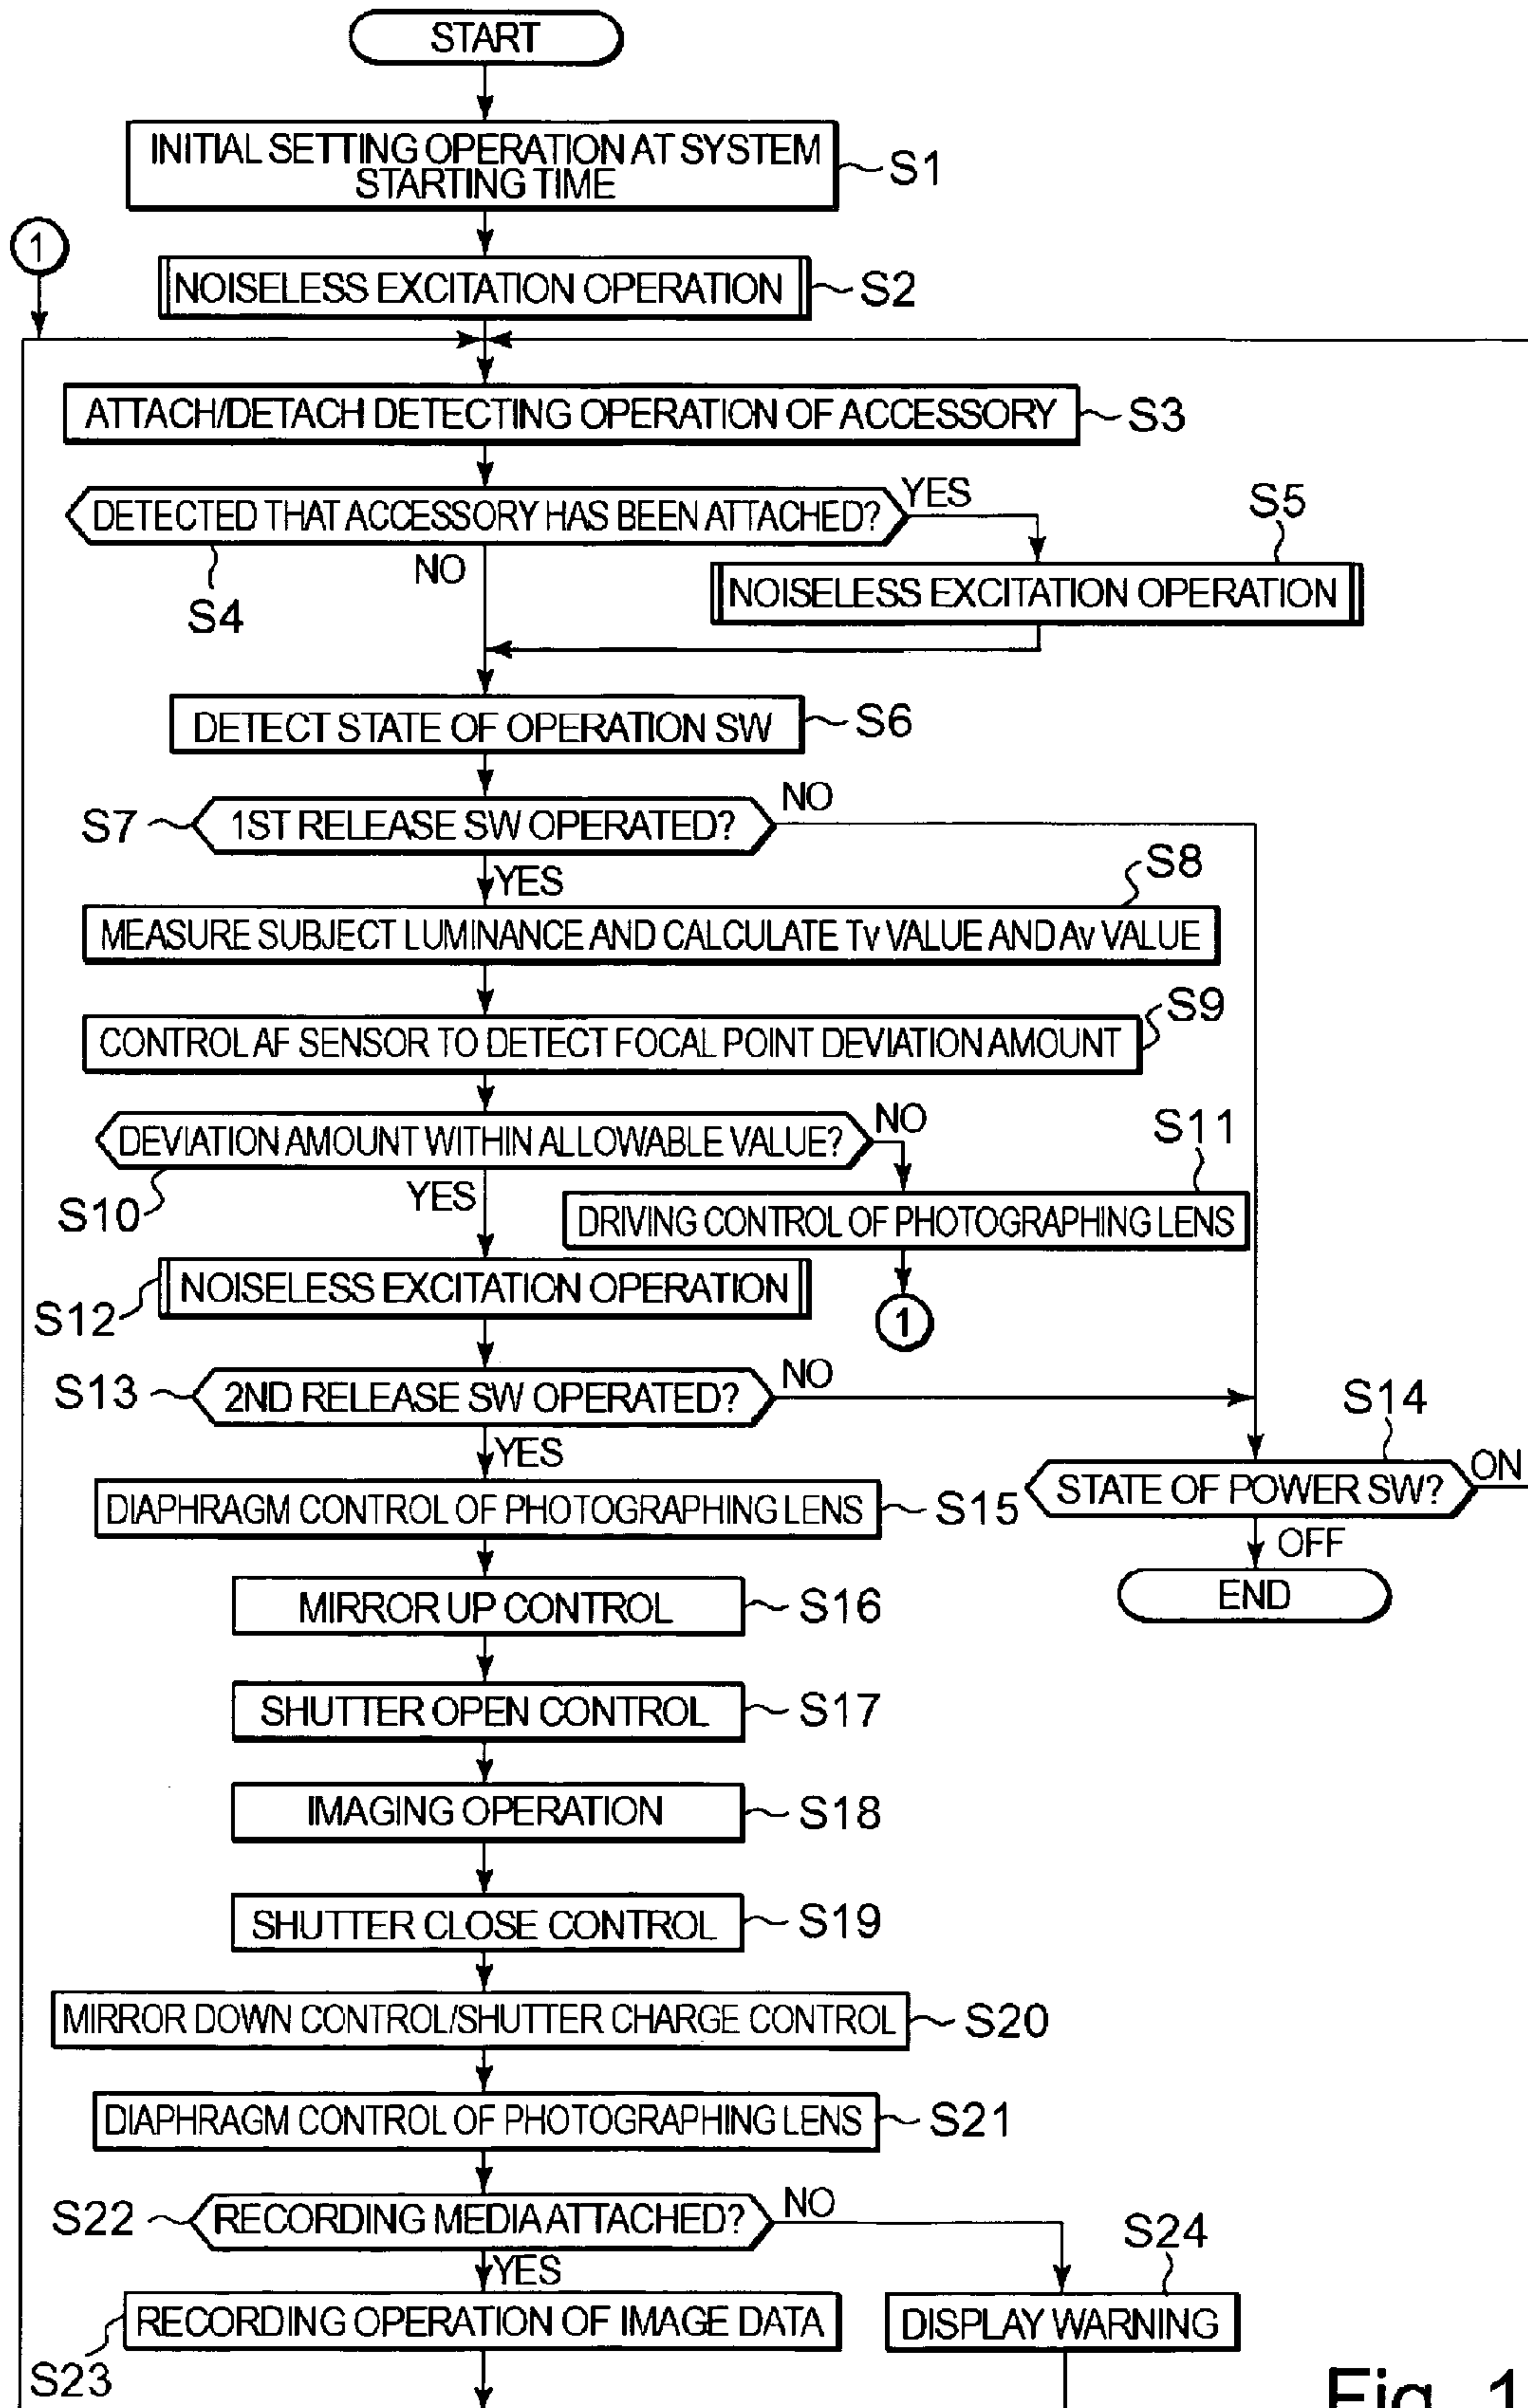 START
INITIAL SETTING OPERATION AT SYSTEM
STARTING TIME
S1
1
NOISELESS EXCITATION OPERATION
S2
ATTACH/DETACH DETECTING OPERATION OF ACCESSORY
S3
DETECTED THAT ACCESSORY HAS BEEN ATTACHED?
YES
S5
NO
S4
NOISELESS EXCITATION OPERATION
DETECT STATE OF OPERATION SW
S6
S7
1ST RELEASE SW OPERATED?
NO
YES
S8
MEASURE SUBJECT LUMINANCE AND CALCULATE Tv VALUE AND Av VALUE
S9
CONTROL AF SENSOR TO DETECT FOCAL POINT DEVIATION AMOUNT
DEVIATION AMOUNT WITHIN ALLOWABLE VALUE?
NO
S11
S10
YES
DRIVING CONTROL OF PHOTOGRAPHING LENS
S12
NOISELESS EXCITATION OPERATION
1
S13
2ND RELEASE SW OPERATED?
NO
S14
YES
STATE OF POWER SW?
ON
DIAPHRAGM CONTROL OF PHOTOGRAPHING LENS
S15
OFF
END
MIRROR UP CONTROL
S16
SHUTTER OPEN CONTROL
S17
IMAGING OPERATION
S18
SHUTTER CLOSE CONTROL
S19
MIRROR DOWN CONTROL/SHUTTER CHARGE CONTROL
S20
DIAPHRAGM CONTROL OF PHOTOGRAPHING LENS
S21
S22
RECORDING MEDIA ATTACHED?
NO
S24
YES
RECORDING OPERATION OF IMAGE DATA
DISPLAY WARNING
S23
Fig. 1